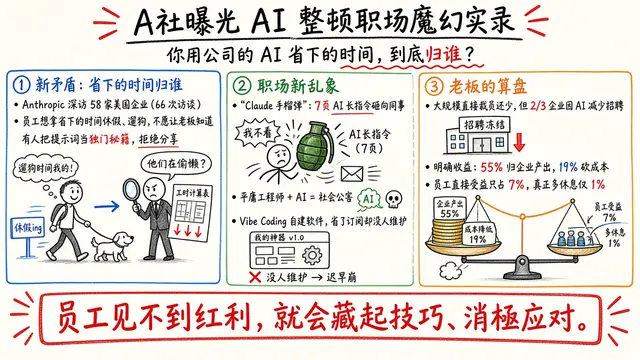 A社曝光 AI 整顿职场魔幻实录
你用公司的 AI 省下的时间，到底归谁？
① 新矛盾：省下的时间归谁
• Anthropic 深访 58 家美国企业（66 次访谈）
• 员工想拿省下的时间休假、遛狗，不愿让老板知道
有人把提示词当独门秘籍，拒绝分享
遛狗时间我的！
他们在偷懒？
工时计算表
休假ing
② 职场新乱象
• “Claude 手榴弹”：7页 AI 长指令砸向同事
我不看
AI长指令
（7页）
• 平庸工程师 + AI = 社会公害
AI
• Vibe Coding 自建软件，省了订阅却没人维护
我的神器 v1.0
没人维护 → 迟早崩
③ 老板的算盘
• 大规模直接裁员还少，但 2/3 企业因 AI 减少招聘
招聘冻结
• 明确收益：55% 归企业产出，19% 砍成本
• 员工直接受益只占 7%，真正多休息仅 1%
企业产出
55%
成本降低
19%
员工受益
7%
多休息
1%
员工见不到红利，就会藏起技巧、消極应对。